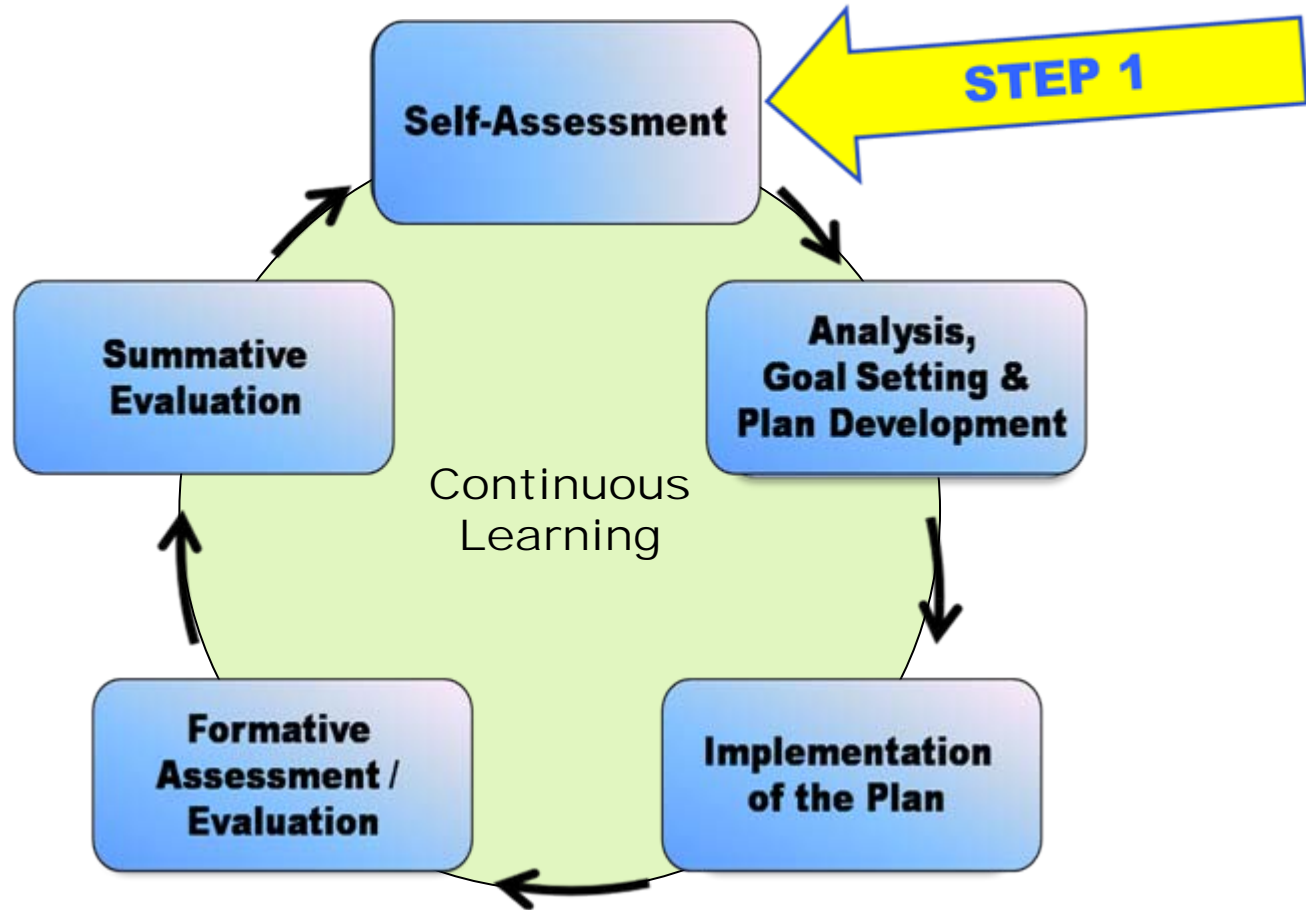 STEP 1
Self-Assessment
Analysis,
Goal Setting &
Plan Development
Implementation
of the Plan
Formative
Assessment /
Evaluation
Summative
Evaluation
Continuous
Learning